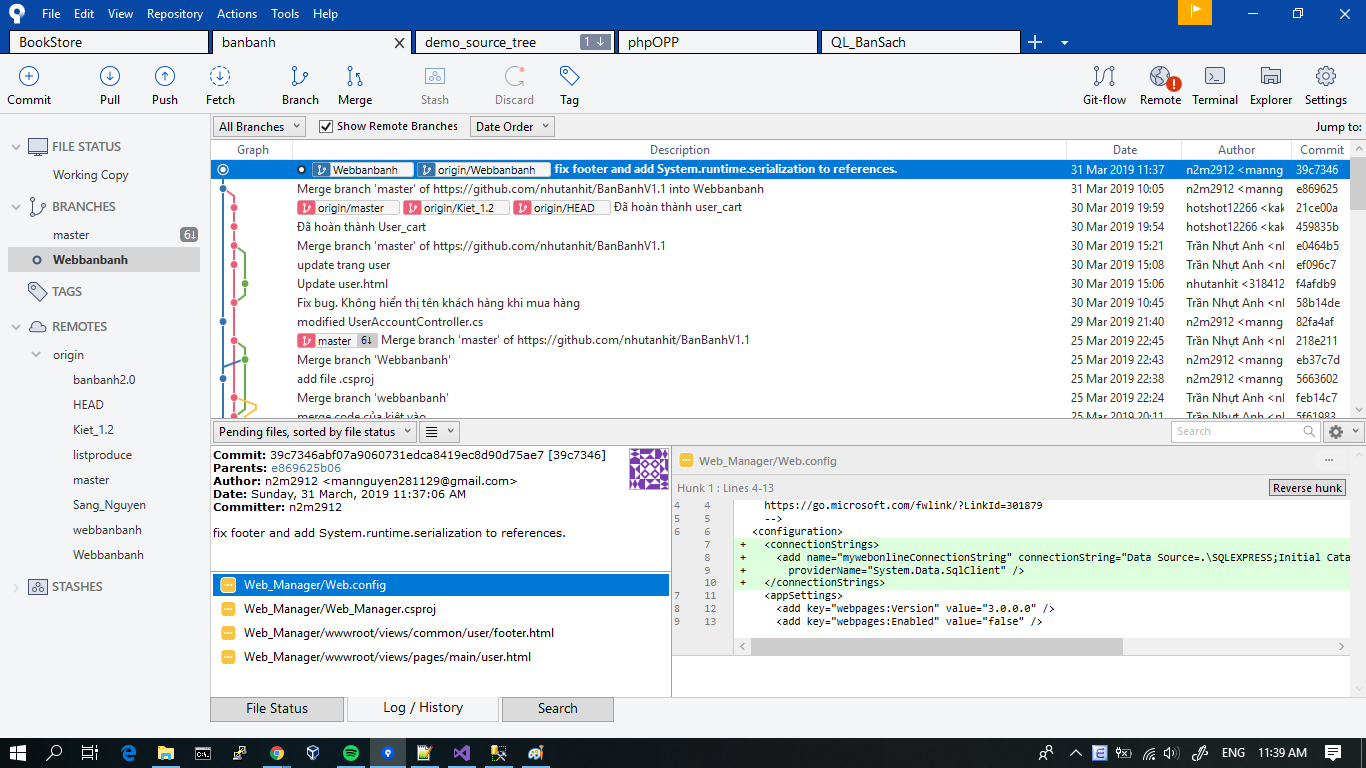 File Edit View Repository Actions Tools Help
BookStore banbanh demo_source_tree 1 phpOPP QL_BanSach
Commit Pull Push Fetch Branch Merge Stash Discard Tag Git-flow Remote Terminal Explorer Settings
All Branches Show Remote Branches Date Order Jump to:
FILE STATUS
Working Copy
BRANCHES
master 6↓
Webbanbanh
TAGS
REMOTES
origin
banbanh2.0
HEAD
Kiet_1.2
listproduce
master
Sang_Nguyen
webbanbanh
Webbanbanh
STASHES
Graph Description Date Author Commit
Webbanbanh origin/Webbanbanh fix footer and add System.runtime.serialization to references. 31 Mar 2019 11:37 n2m2912 <manng 39c7346
Merge branch 'master' of https://github.com/nhutanhit/BanBanhV1.1 into Webbanbanh 31 Mar 2019 10:05 n2m2912 <manng e869625
origin/master origin/Kiet_1.2 origin/HEAD Đã hoàn thành user_cart 30 Mar 2019 19:59 hotshot12266 <kak 21ce00a
Đã hoàn thành User_cart 30 Mar 2019 19:54 hotshot12266 <kak 459835b
Merge branch 'master' of https://github.com/nhutanhit/BanBanhV1.1 30 Mar 2019 15:21 Trần Nhựt Anh <nl e0464b5
update trang user 30 Mar 2019 15:08 Trần Nhựt Anh <nl ef096c7
Update user.html 30 Mar 2019 15:06 nhutanhit <318412 f4afdb9
Fix bug. Không hiển thị tên khách hàng khi mua hàng 30 Mar 2019 10:45 Trần Nhựt Anh <nl 58b14de
modified UserAccountController.cs 29 Mar 2019 21:40 n2m2912 <manng 82fa4af
master 6↓ Merge branch 'master' of https://github.com/nhutanhit/BanBanhV1.1 25 Mar 2019 22:45 Trần Nhựt Anh <nl 218e211
Merge branch 'Webbanbanh' 25 Mar 2019 22:43 n2m2912 <manng eb37c7d
add file .csproj 25 Mar 2019 22:38 n2m2912 <manng 5663602
Merge branch 'webbanbanh' 25 Mar 2019 22:24 Trần Nhựt Anh <nl feb14c7
merge code của kiệt vào 25 Mar 2019 20:11 Trần Nhựt Anh <nl 5f61983
Pending files, sorted by file status Search
Commit: 39c7346abf07a9060731edca8419ec8d90d75ae7 [39c7346]
Parents: e869625b06
Author: n2m2912 <mannguyen281129@gmail.com>
Date: Sunday, 31 March, 2019 11:37:06 AM
Committer: n2m2912
fix footer and add System.runtime.serialization to references.
Web_Manager/Web.config
Web_Manager/Web_Manager.csproj
Web_Manager/wwwroot/views/common/user/footer.html
Web_Manager/wwwroot/views/pages/main/user.html
Web_Manager/Web.config
Hunk 1 : Lines 4-13 Reverse hunk
4 4 https://go.microsoft.com/fwlink/?LinkId=301879
5 5 -->
6 6 <configuration>
7 + <connectionStrings>
8 + <add name="mywebonlineConnectionString" connectionString="Data Source=.\SQLEXPRESS;Initial Cata
9 + providerName="System.Data.SqlClient" />
10 + </connectionStrings>
7 11 <appSettings>
8 12 <add key="webpages:Version" value="3.0.0.0" />
9 13 <add key="webpages:Enabled" value="false" />
File Status Log / History Search
ENG 11:39 AM